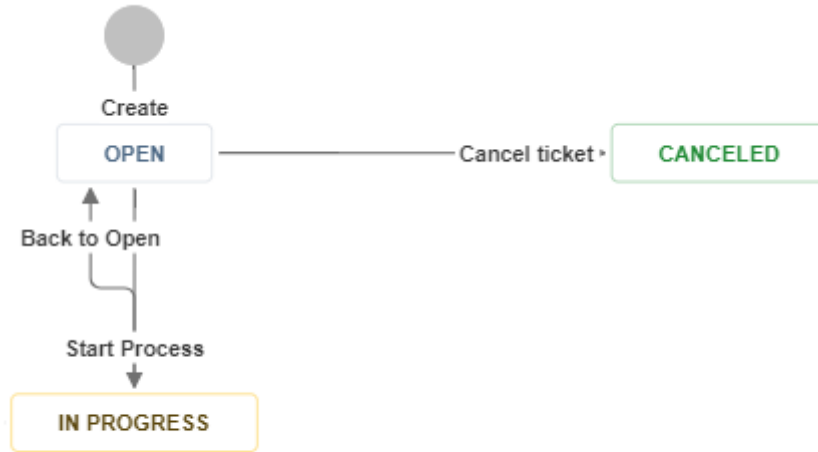 Create
OPEN
Cancel ticket
CANCELED
Back to Open
Start Process
IN PROGRESS